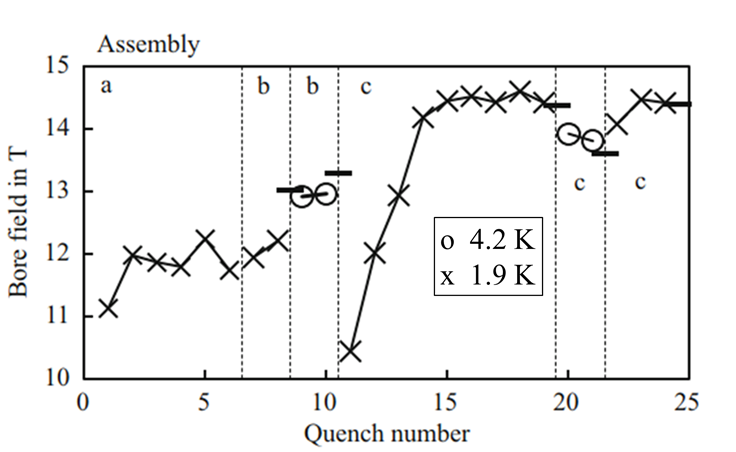 Assembly
15
a
b
b
c
14
13
c
c
12
o 4.2 K
x 1.9 K
11
10
0 5 10 15 20 25
Quench number
Bore field in T